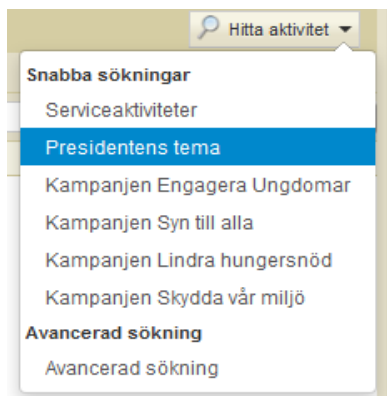 Hitta aktivitet
Snabba sökningar
Serviceaktiviteter
Presidentens tema
Kampanjen Engagera Ungdomar
Kampanjen Syn till alla
Kampanjen Lindra hungersnöd
Kampanjen Skydda vår miljö
Avancerad sökning
Avancerad sökning